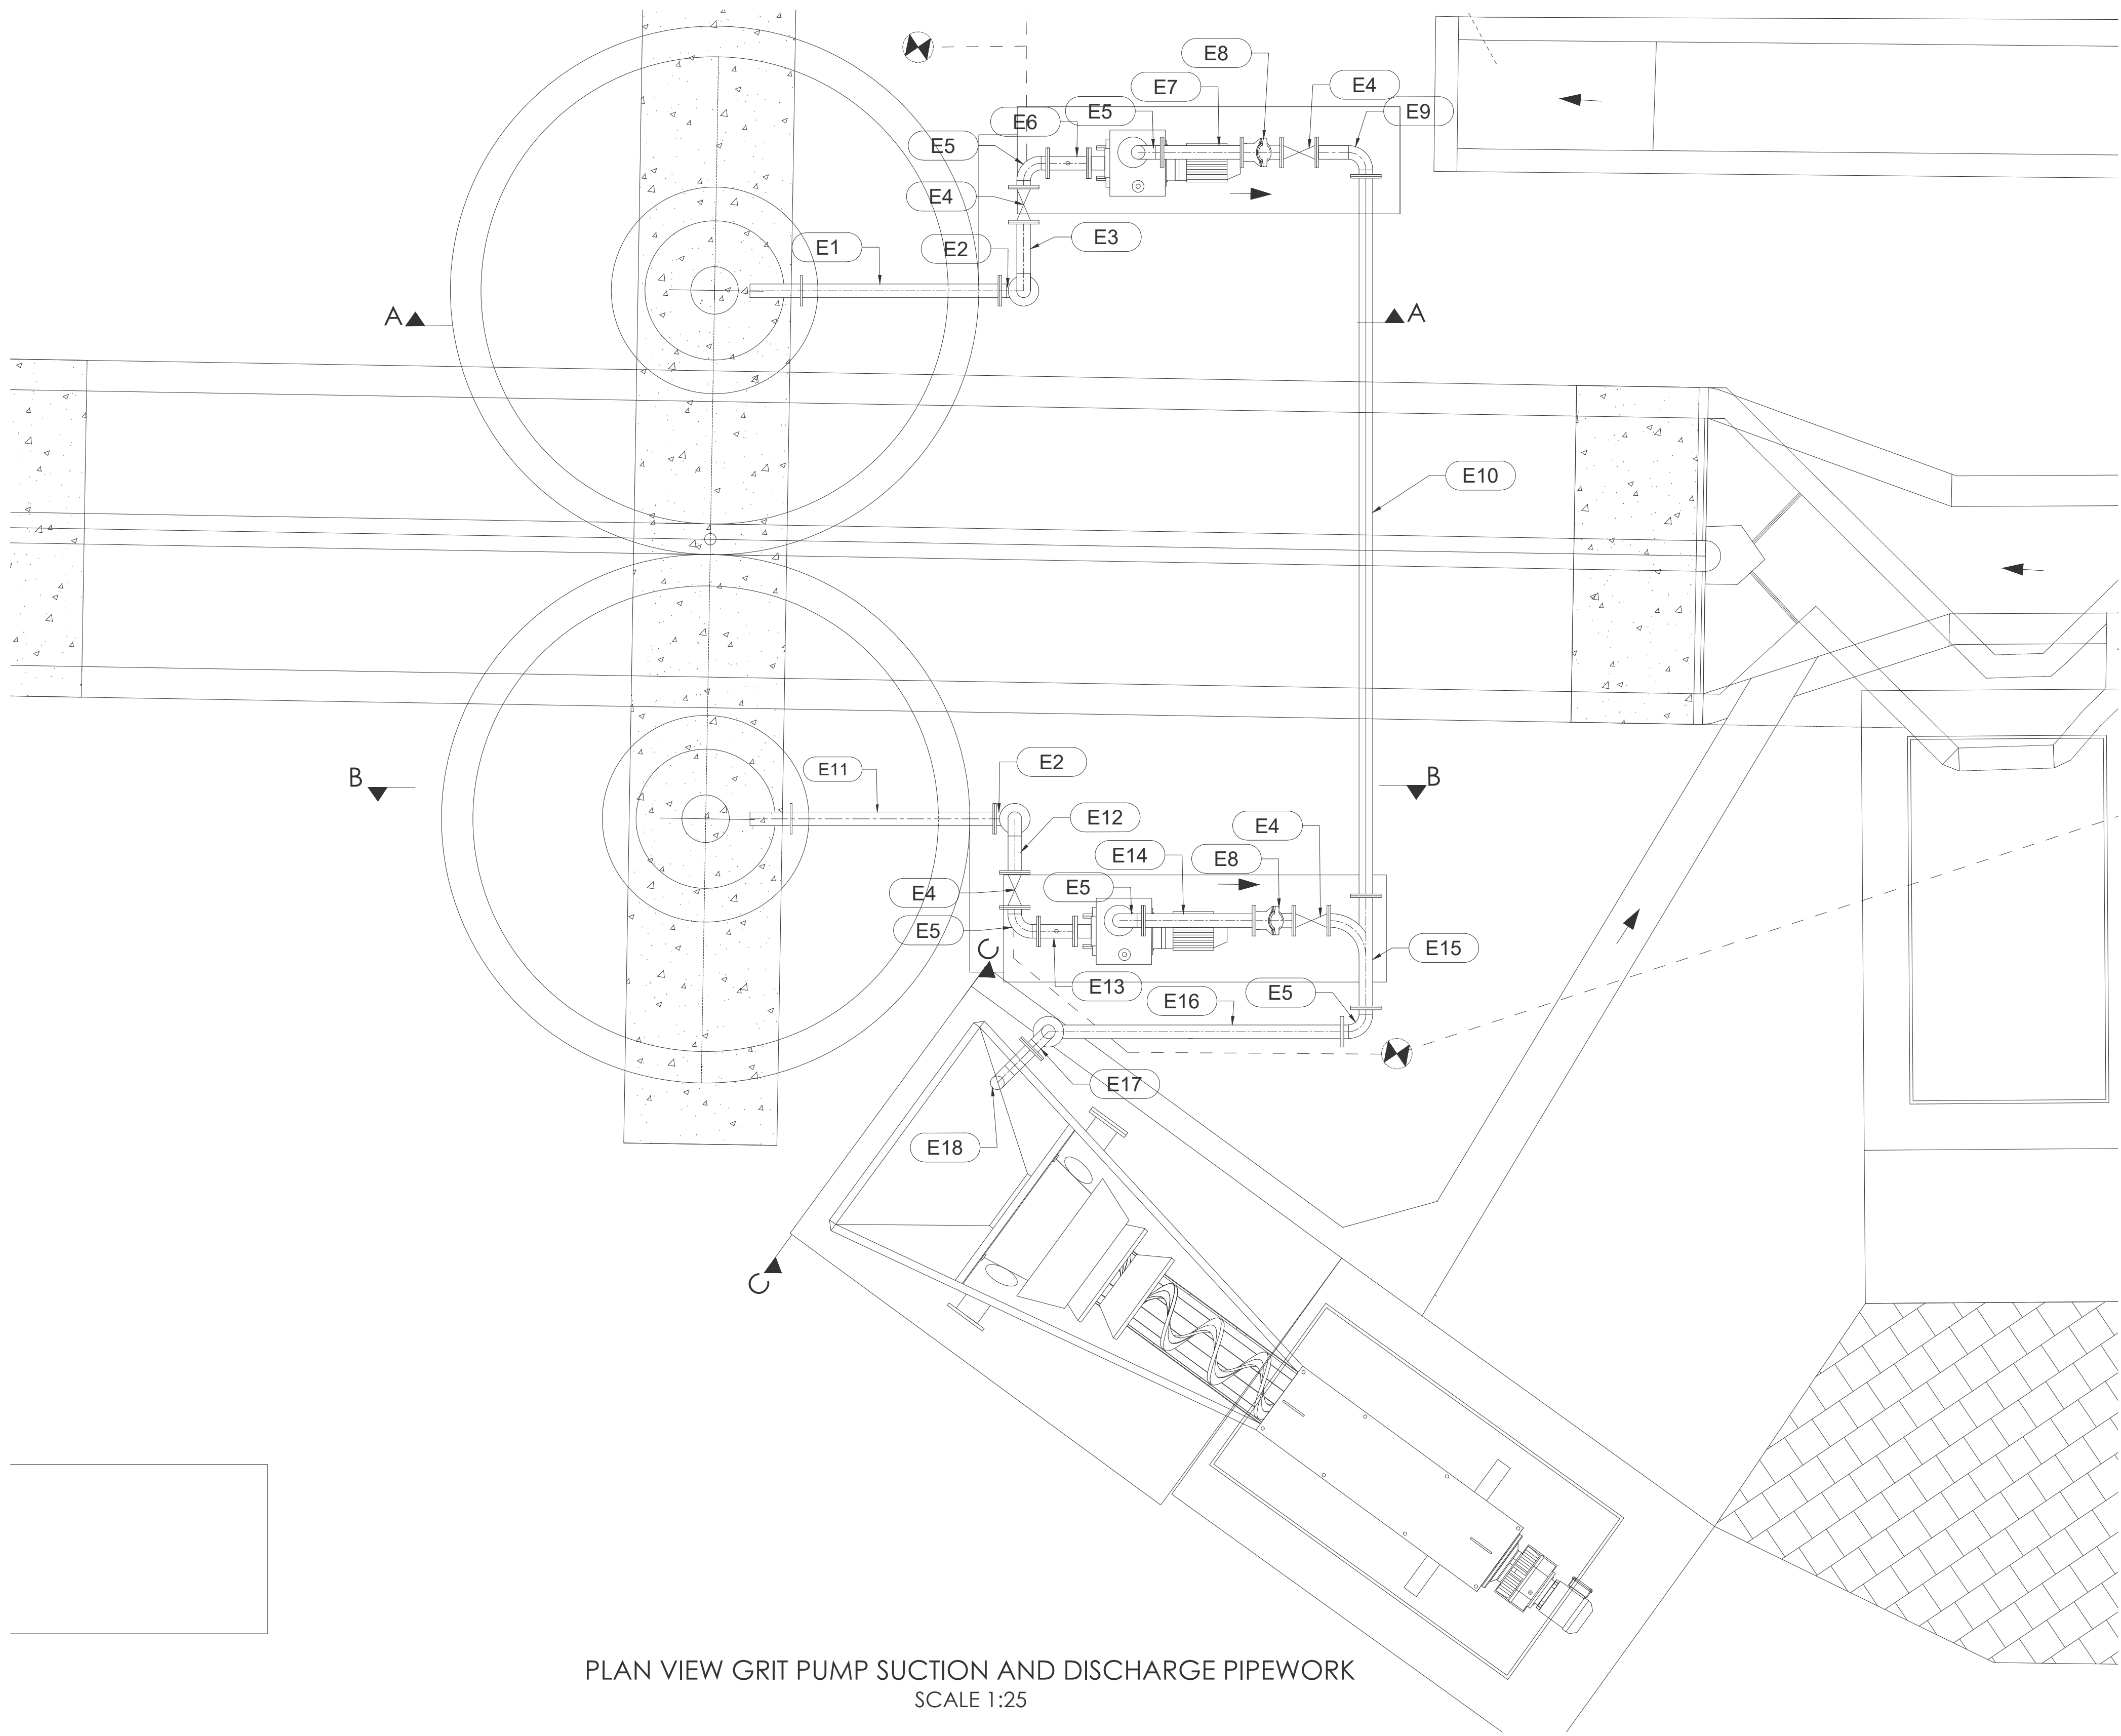 E8
E7
E4
E5
E9
E6
E5
E4
E3
E1
E2
A
A
E10
E2
E11
B
B
E12
E4
E14
E8
E5
E4
E5
E15
C
E13
E16
E5
E17
E18
C
PLAN VIEW GRIT PUMP SUCTION AND DISCHARGE PIPEWORK
SCALE 1:25